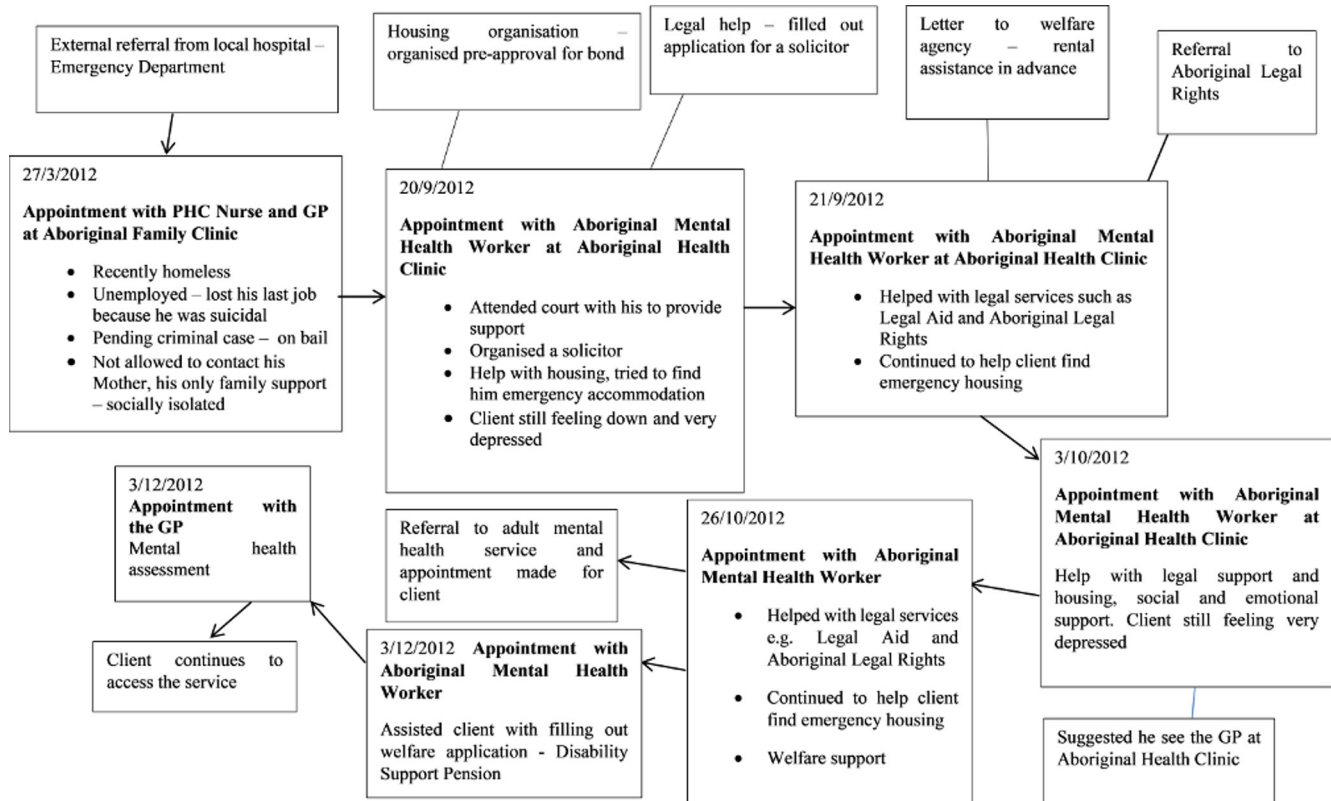 External referral from local hospital –
Emergency Department
Housing organisation –
organised pre-approval for bond
Legal help – filled out
application for a solicitor
Letter to welfare
agency – rental
assistance in advance
Referral to
Aboriginal Legal
Rights
27/3/2012
Appointment with PHC Nurse and GP
at Aboriginal Family Clinic
• Recently homeless
• Unemployed – lost his last job
because he was suicidal
• Pending criminal case – on bail
• Not allowed to contact his
Mother, his only family support
– socially isolated
20/9/2012
Appointment with Aboriginal Mental
Health Worker at Aboriginal Health
Clinic
• Attended court with his to provide
support
• Organised a solicitor
• Help with housing, tried to find
him emergency accommodation
• Client still feeling down and very
depressed
21/9/2012
Appointment with Aboriginal Mental
Health Worker at Aboriginal Health Clinic
• Helped with legal services such as
Legal Aid and Aboriginal Legal
Rights
• Continued to help client find
emergency housing
3/10/2012
Appointment with Aboriginal
Mental Health Worker at
Aboriginal Health Clinic
Help with legal support and
housing, social and emotional
support. Client still feeling very
depressed
Suggested he see the GP at
Aboriginal Health Clinic
26/10/2012
Appointment with Aboriginal
Mental Health Worker
• Helped with legal services
e.g. Legal Aid and
Aboriginal Legal Rights
• Continued to help client
find emergency housing
• Welfare support
Referral to adult mental
health service and
appointment made for
client
3/12/2012 Appointment with
Aboriginal Mental Health
Worker
Assisted client with filling out
welfare application - Disability
Support Pension
3/12/2012
Appointment with
the GP
Mental health
assessment
Client continues to
access the service